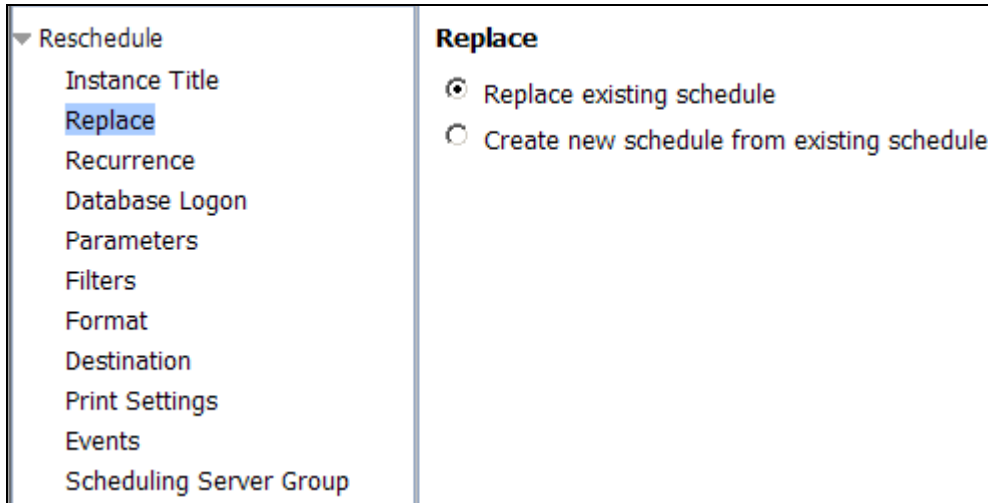 Reschedule
Instance Title
Replace
Recurrence
Database Logon
Parameters
Filters
Format
Destination
Print Settings
Events
Scheduling Server Group
Replace
Replace existing schedule
Create new schedule from existing schedule